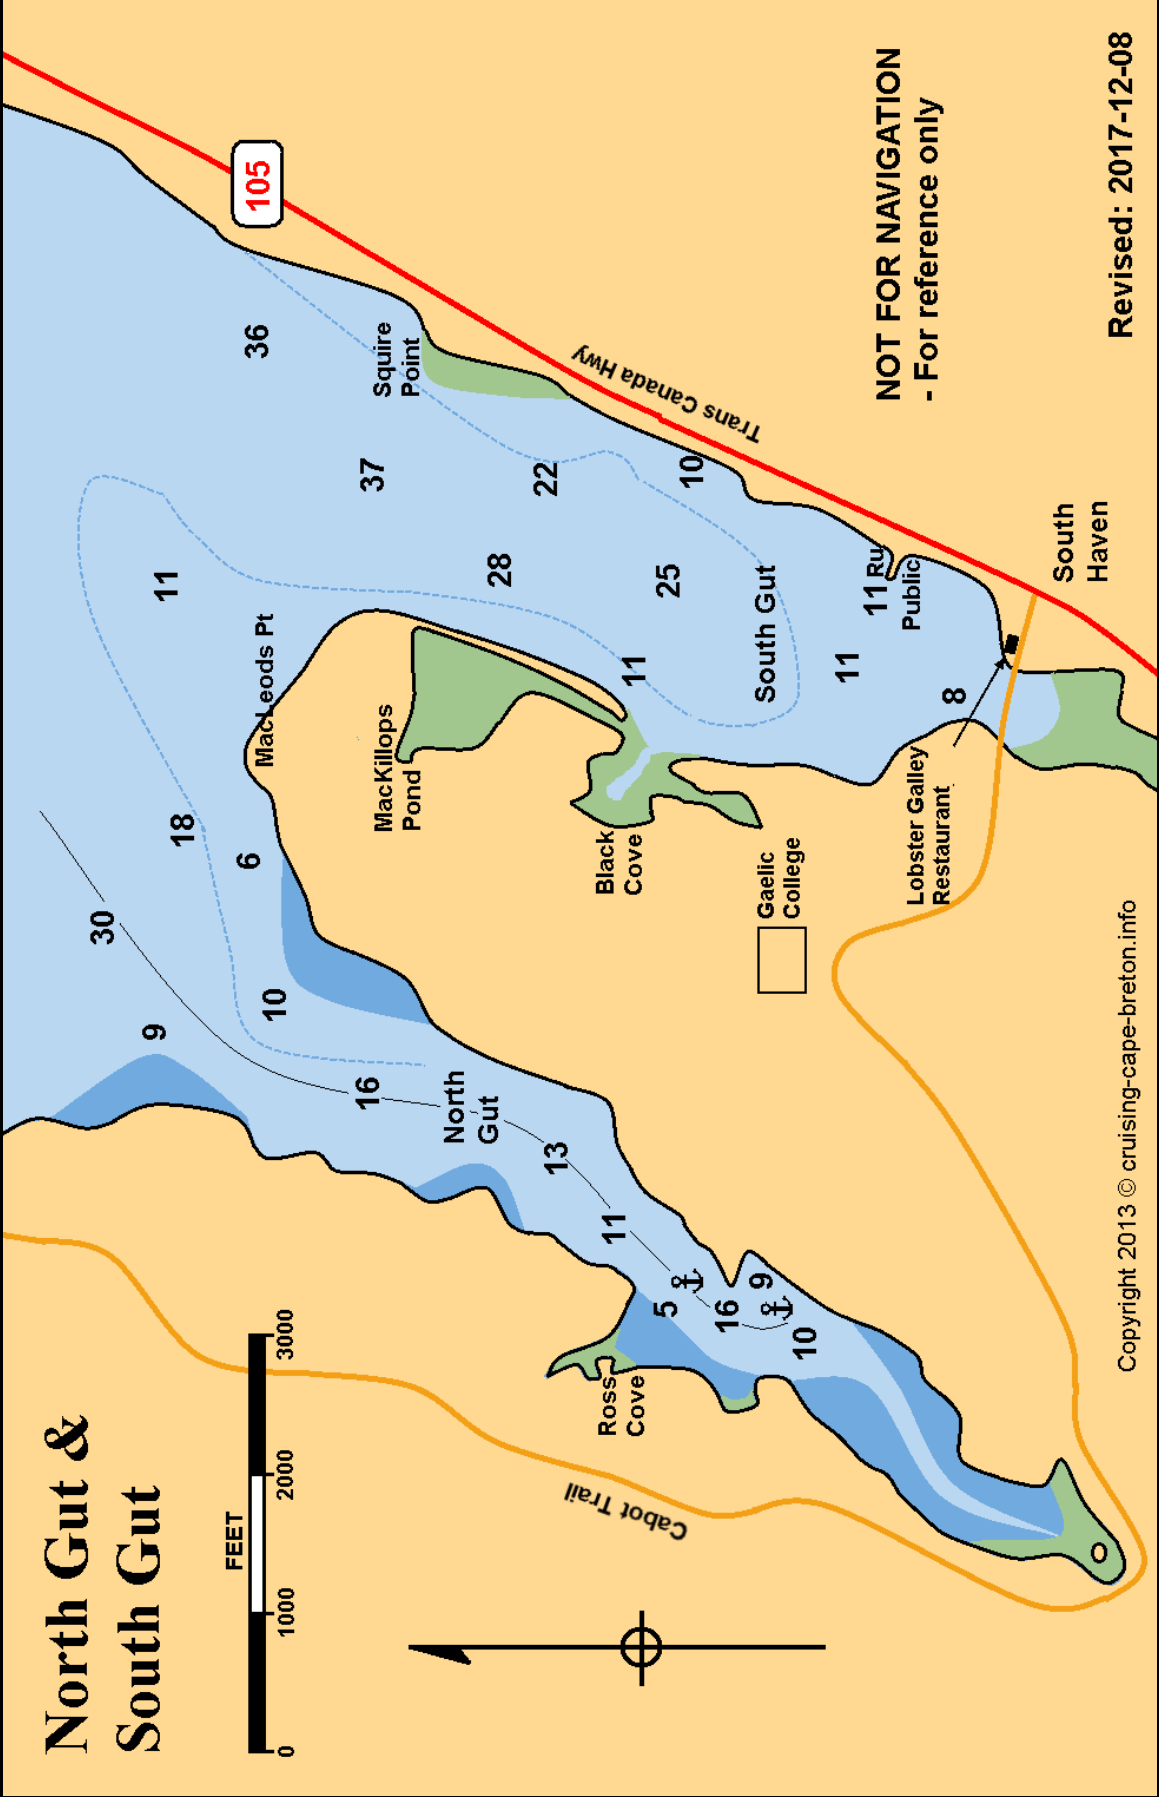 North Gut &
South Gut
FEET
0 1000 2000 3000
105
36
Squire
Point
37
22
10
Trans Canada Hwy
11
28
25
MacLeods Pt
MacKillops
Pond
11
South Gut
11 Ru
Public
11
8
South
Haven
18
6
30
9
10
16
North
Gut
13
11
5
16
9
10
Ross
Cove
Black
Cove
Gaelic
College
Lobster Galley
Restaurant
Cabot Trail
NOT FOR NAVIGATION
- For reference only
Revised: 2017-12-08
Copyright 2013 © cruising-cape-breton.info